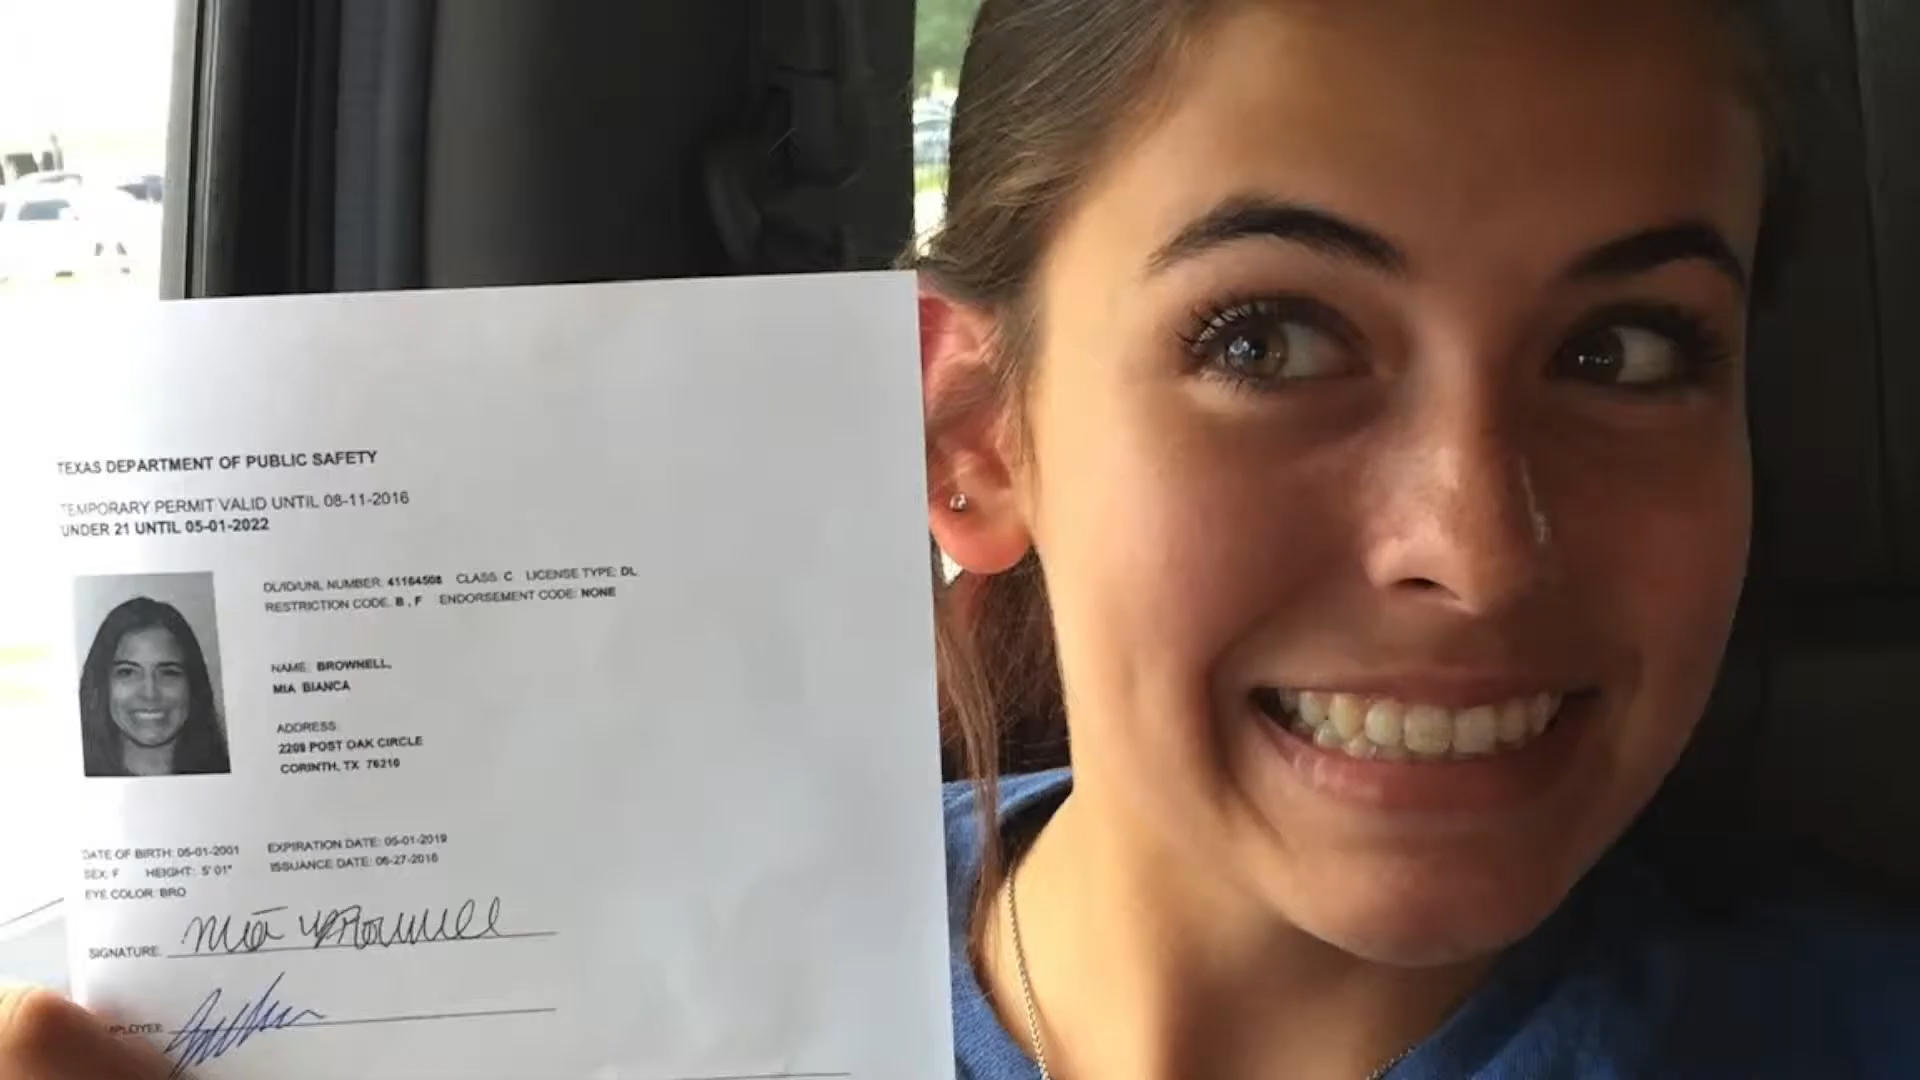 TEXAS DEPARTMENT OF PUBLIC SAFETY
TEMPORARY PERMIT VALID UNTIL 08-11-2016
UNDER 21 UNTIL 05-01-2022
DL/ID/UNL NUMBER: 41164508 CLASS: C LICENSE TYPE: DL
RESTRICTION CODE: B , F ENDORSEMENT CODE: NONE
NAME: BROWNELL,
MIA BIANCA
ADDRESS:
2209 POST OAK CIRCLE
CORINTH, TX 76210
DATE OF BIRTH: 05-01-2001 EXPIRATION DATE: 05-01-2019
SEX: F HEIGHT: 5' 01" ISSUANCE DATE: 06-27-2016
EYE COLOR: BRO
SIGNATURE: Mia Brownell